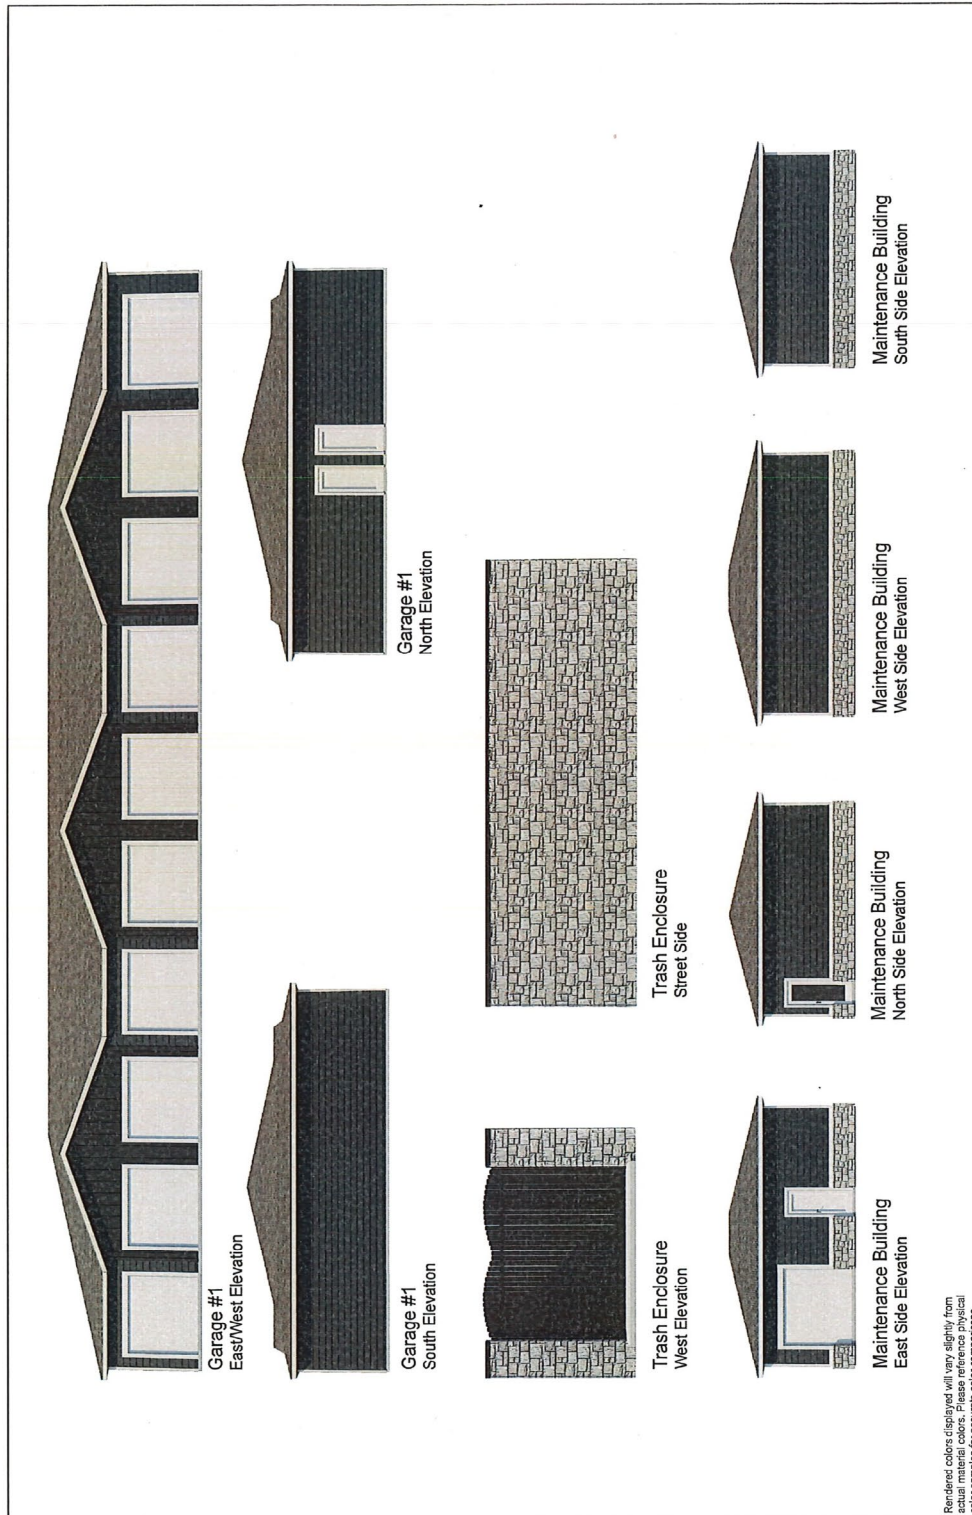 Garage #1
East/West Elevation
Garage #1
South Elevation
Garage #1
North Elevation
Trash Enclosure
West Elevation
Trash Enclosure
Street Side
Maintenance Building
East Side Elevation
Maintenance Building
North Side Elevation
Maintenance Building
West Side Elevation
Maintenance Building
South Side Elevation
Rendered colors displayed will vary slightly from
actual material colors. Please reference physical